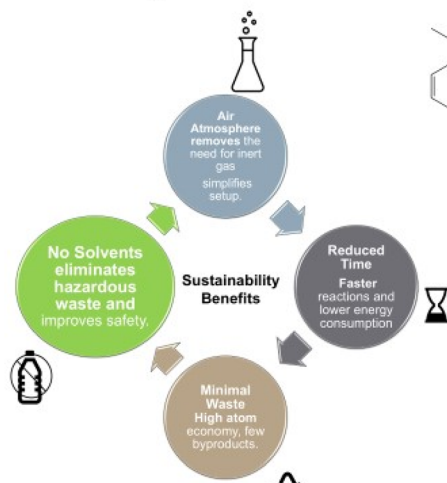 Air
Atmosphere
removes the
need for inert
gas
simplifies
setup.
No Solvents
eliminates
hazardous
waste and
improves safety.
Sustainability
Benefits
Reduced
Time
Faster
reactions and
lower energy
consumption
Minimal
Waste
High atom
economy, few
byproducts.